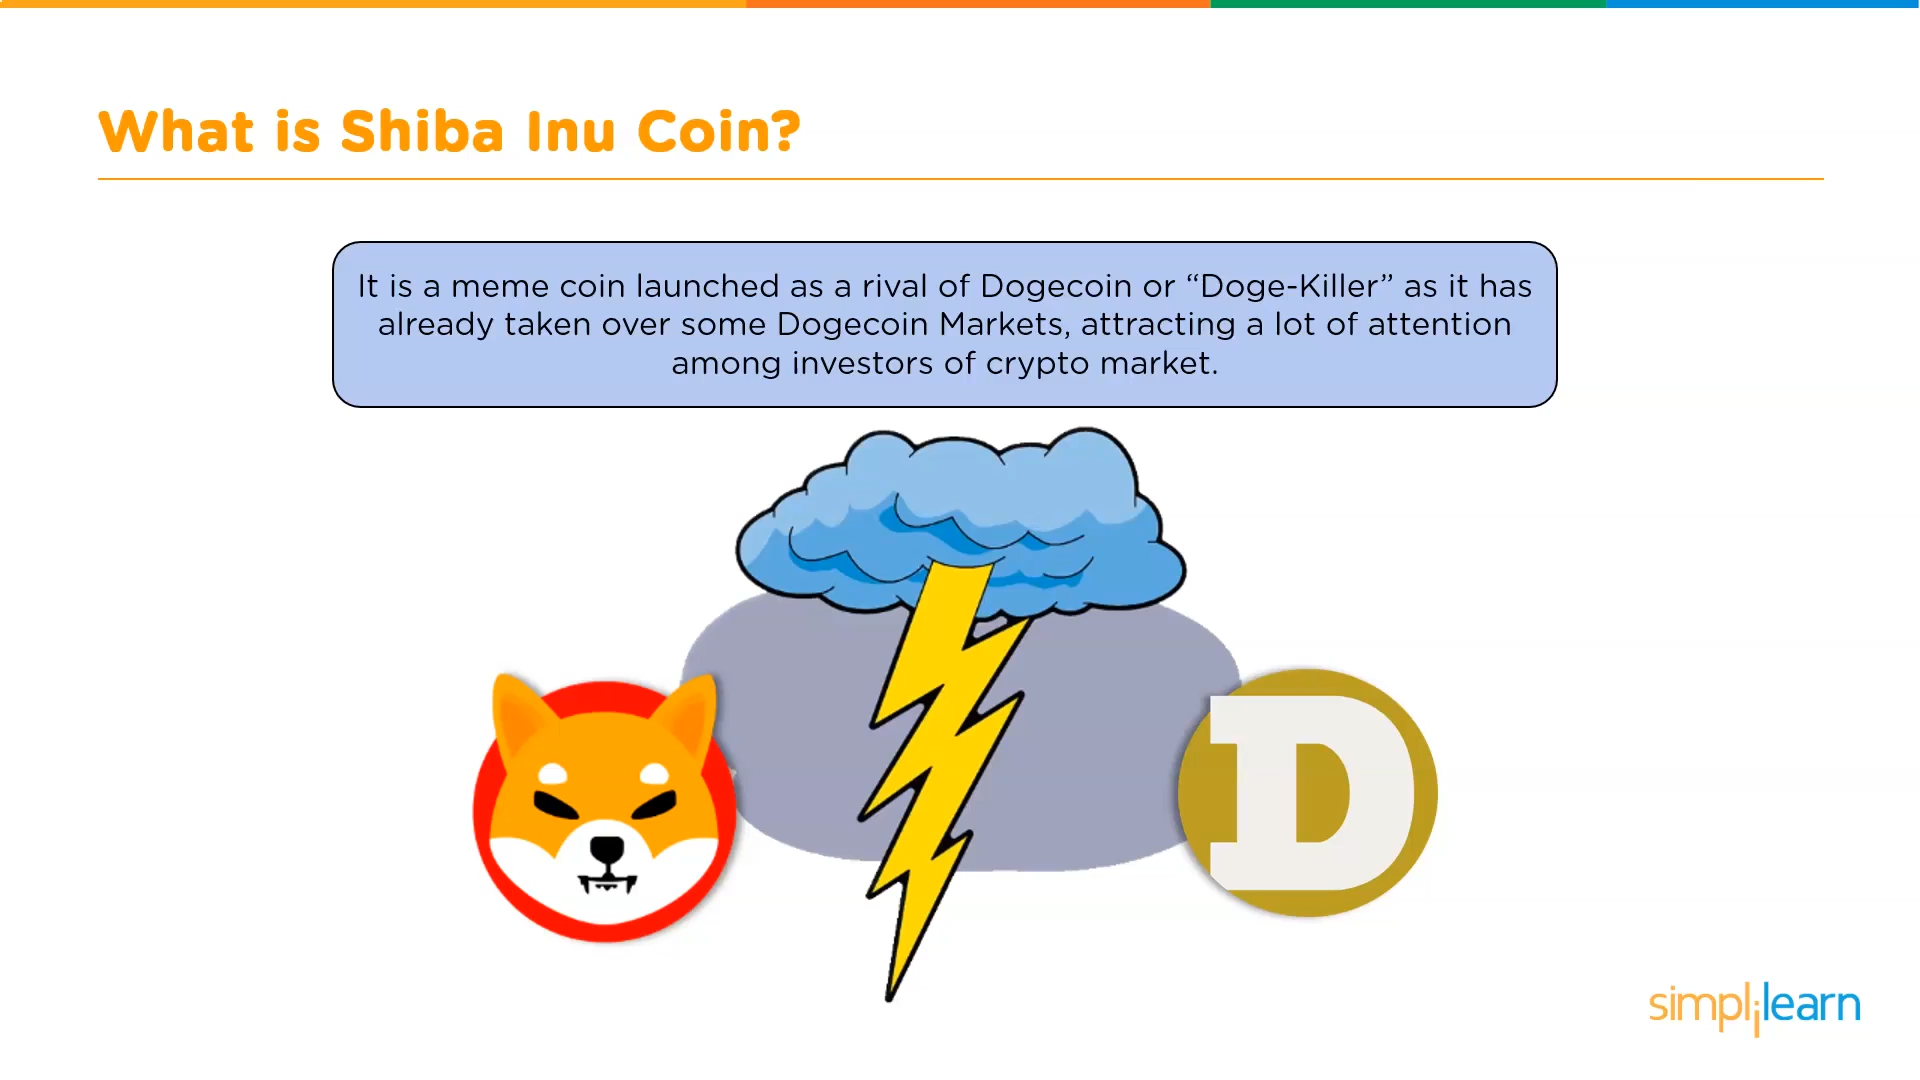 What is Shiba Inu Coin?
It is a meme coin launched as a rival of Dogecoin or “Doge-Killer” as it has
already taken over some Dogecoin Markets, attracting a lot of attention
among investors of crypto market.
D
simplilearn